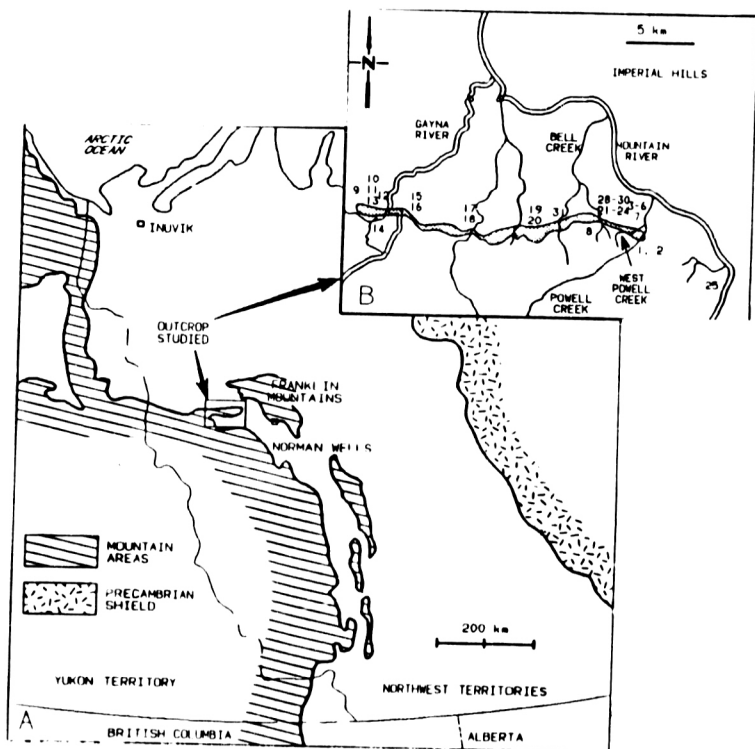 5 km
N
IMPERIAL HILLS
GAYNA
RIVER
BELL
CREEK
MOUNTAIN
RIVER
10
9 11
12
13
14
15
16
17
18
19
20
3
28-30
3-6
21-24
7
8
1, 2
25
WEST
POWELL
CREEK
POWELL
CREEK
B
ARCTIC
OCEAN
INUVIK
OUTCROP
STUDIED
FRANKLIN
MOUNTAINS
NORMAN WELLS
MOUNTAIN
AREAS
PRECAMBRIAN
SHIELD
200 km
YUKON TERRITORY
NORTHWEST TERRITORIES
A
BRITISH COLUMBIA
ALBERTA